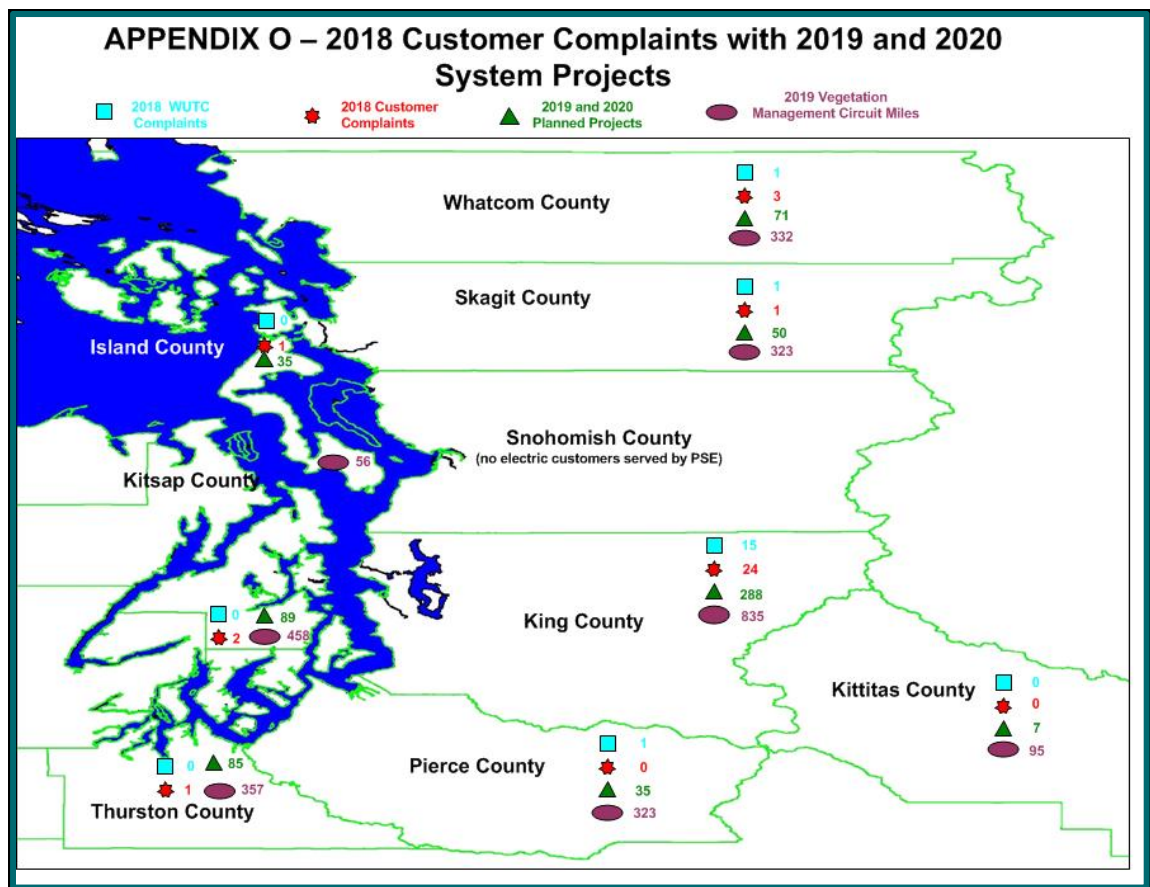 APPENDIX O – 2018 Customer Complaints with 2019 and 2020
System Projects
2018 WUTC
Complaints
2018 Customer
Complaints
2019 and 2020
Planned Projects
2019 Vegetation
Management Circuit Miles
Whatcom County
1
3
71
332
Skagit County
1
1
50
323
Island County
0
1
35
56
Snohomish County
(no electric customers served by PSE)
Kitsap County
0
2
89
458
King County
15
24
288
835
Kittitas County
0
0
7
95
Pierce County
1
0
35
323
Thurston County
0
1
85
357